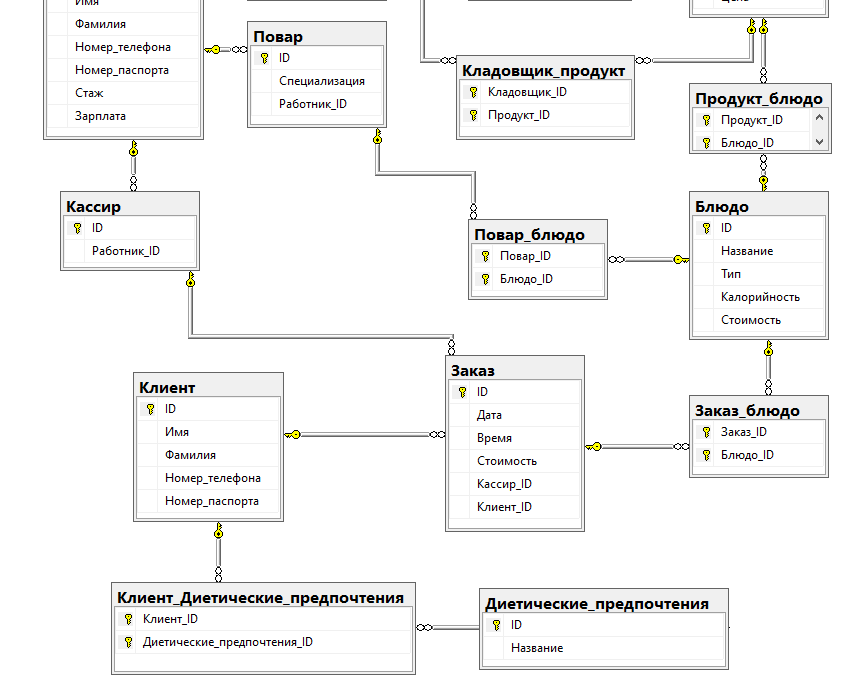 Имя
Фамилия
Номер_телефона
Номер_паспорта
Стаж
Зарплата
Повар
ID
Специализация
Работник_ID
Кладовщик_продукт
Кладовщик_ID
Продукт_ID
Продукт_блюдо
Продукт_ID
Блюдо_ID
Кассир
ID
Работник_ID
Повар_блюдо
Повар_ID
Блюдо_ID
Блюдо
ID
Название
Тип
Калорийность
Стоимость
Клиент
ID
Имя
Фамилия
Номер_телефона
Номер_паспорта
Заказ
ID
Дата
Время
Стоимость
Кассир_ID
Клиент_ID
Заказ_блюдо
Заказ_ID
Блюдо_ID
Клиент_Диетические_предпочтения
Клиент_ID
Диетические_предпочтения_ID
Диетические_предпочтения
ID
Название